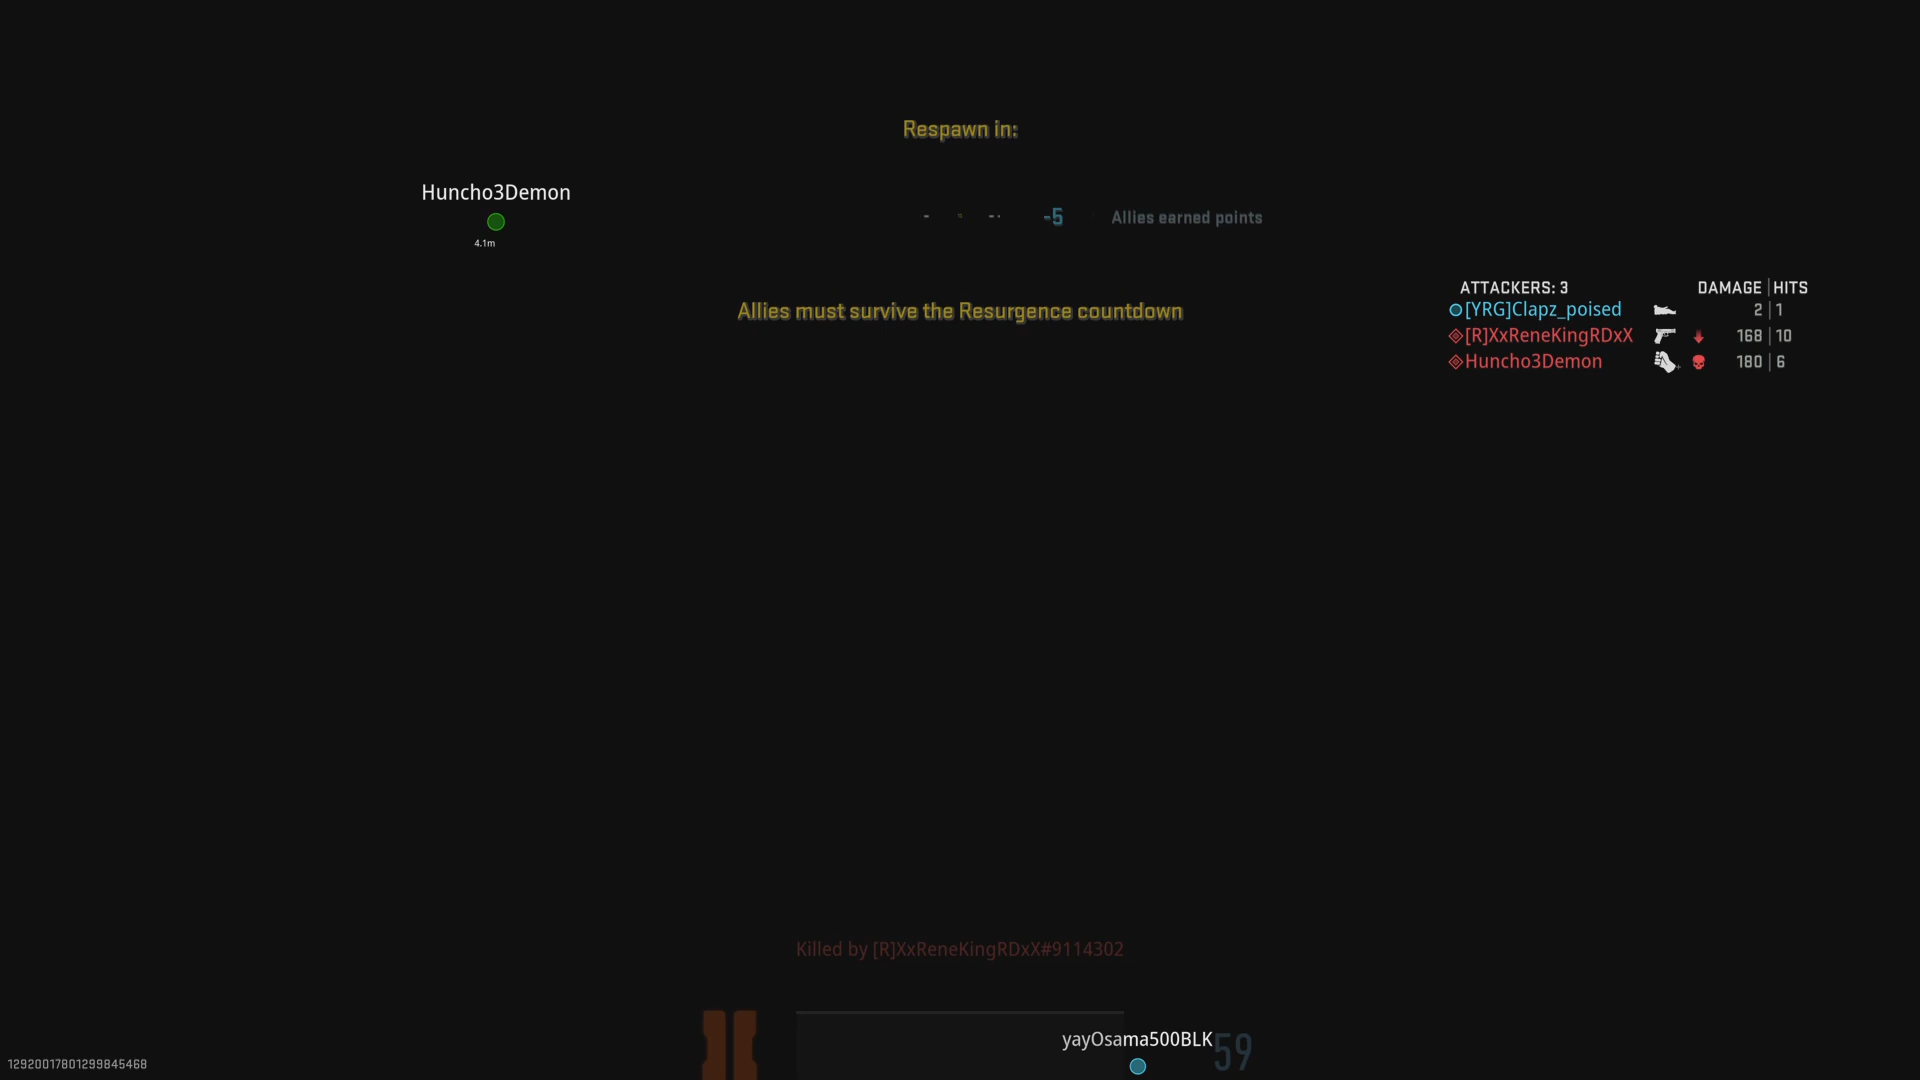 Respawn in:
Huncho3Demon
4.1m
-5 Allies earned points
Allies must survive the Resurgence countdown
ATTACKERS: 3 DAMAGE | HITS
[YRG]Clapz_poised 2 | 1
[R]XxReneKingRDxX 168 | 10
Huncho3Demon 180 | 6
Killed by [R]XxReneKingRDxX#9114302
yayOsama500BLK
59
12920017801299845468